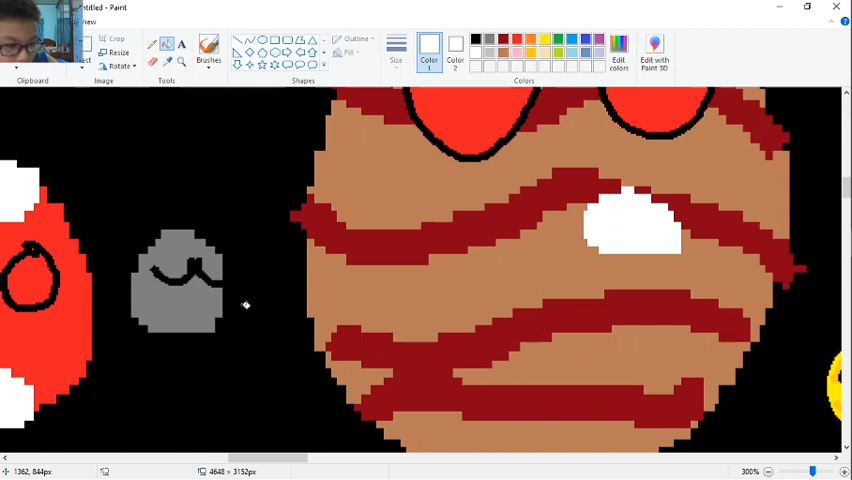 Untitled - Paint
View
Crop
Resize
Rotate
A
Brushes
Outline
Fill
Size
Color 1
Color 2
Edit colors
Edit with Paint 3D
Clipboard
Image
Tools
Shapes
Colors
1362, 844px
4648 × 3152px
300%